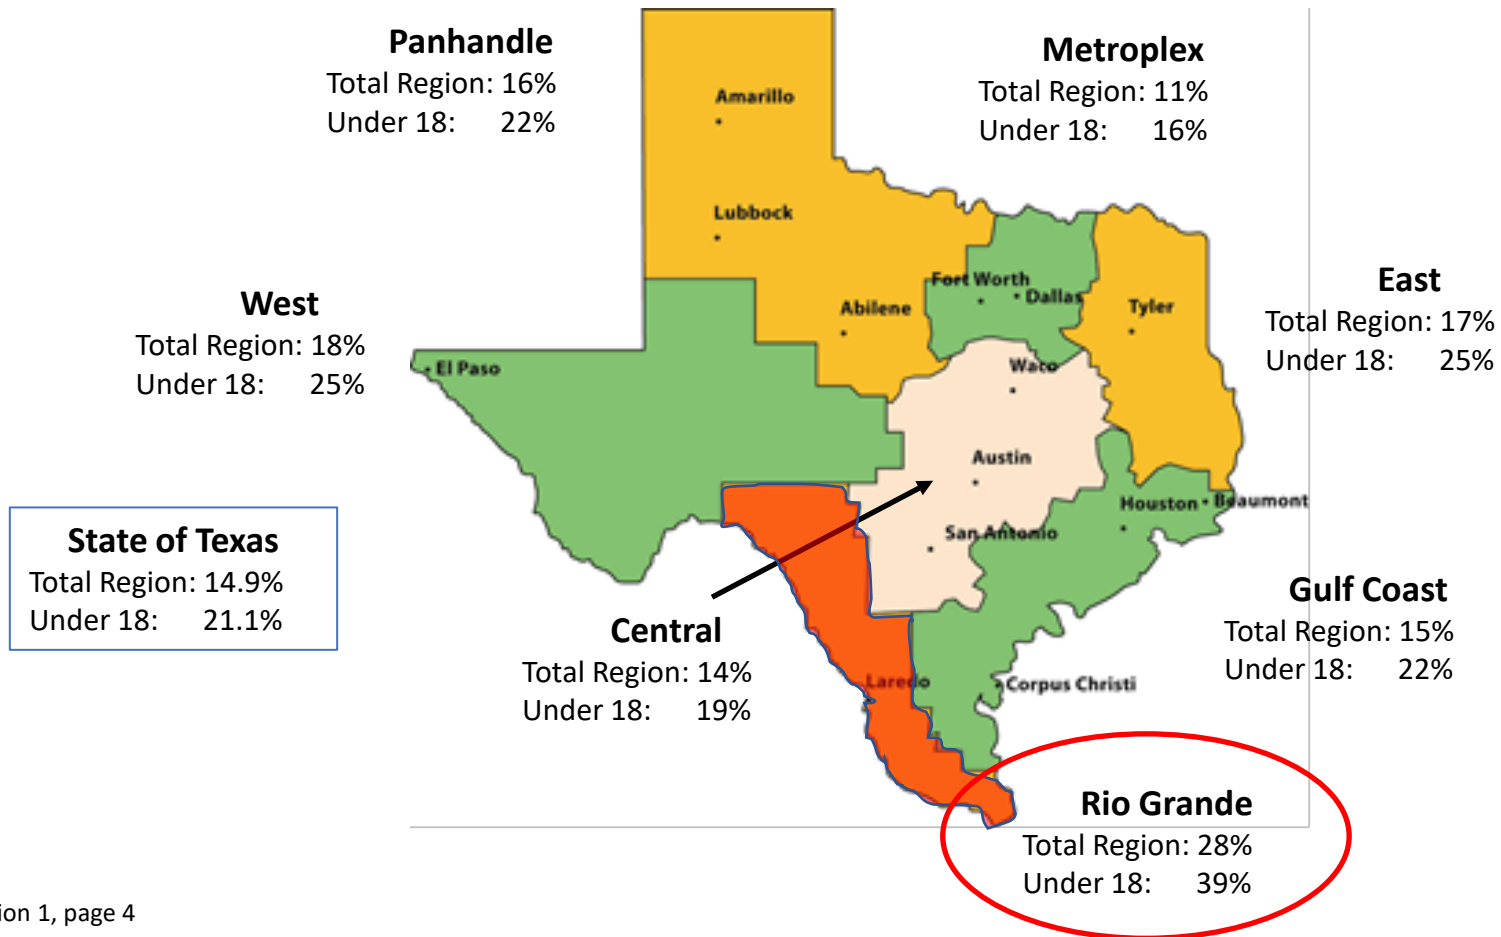 Panhandle
Total Region: 16%
Under 18: 22%
Metroplex
Total Region: 11%
Under 18: 16%
Amarillo
Lubbock
Abilene
Fort Worth
Dallas
Tyler
East
Total Region: 17%
Under 18: 25%
West
Total Region: 18%
Under 18: 25%
El Paso
Waco
Austin
San Antonio
Houston
Beaumont
State of Texas
Total Region: 14.9%
Under 18: 21.1%
Central
Total Region: 14%
Under 18: 19%
Laredo
Corpus Christi
Gulf Coast
Total Region: 15%
Under 18: 22%
Rio Grande
Total Region: 28%
Under 18: 39%
ion 1, page 4